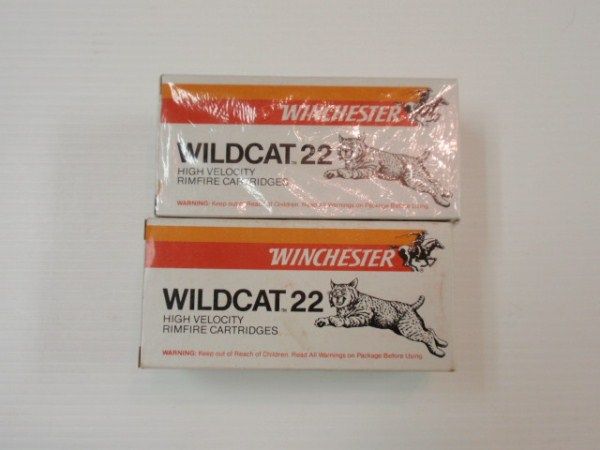 WINCHESTER
WILDCAT™ 22
HIGH VELOCITY
RIMFIRE CARTRIDGES
WARNING: Keep out of Reach of Children. Read All Warnings on Package Before Using.
WINCHESTER
WILDCAT™ 22
HIGH VELOCITY
RIMFIRE CARTRIDGES
WARNING: Keep out of Reach of Children. Read All Warnings on Package Before Using.